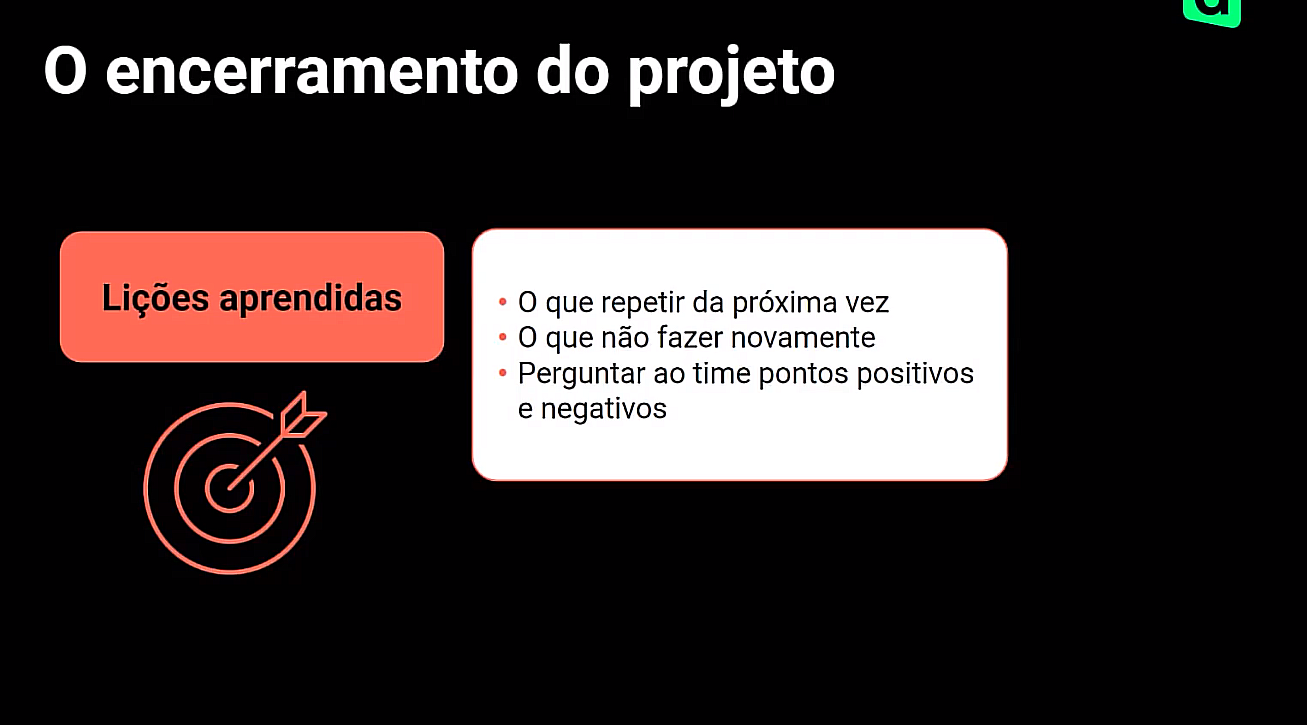 O encerramento do projeto
Lições aprendidas
• O que repetir da próxima vez
• O que não fazer novamente
• Perguntar ao time pontos positivos
e negativos